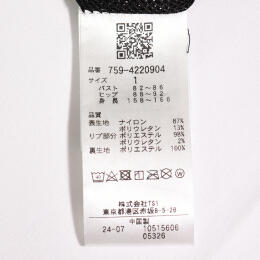 品番 759-4220904
サイズ 1
バスト 82~86
ヒップ 88~92
身長 158~166
品質
表生地 ナイロン 87%
ポリウレタン 13%
リブ部分 ポリエステル 98%
ポリウレタン 2%
裏生地 ポリエステル 100%
株式会社TSI
東京都港区赤坂8-5-26
中国製
24-07 10515606
05326